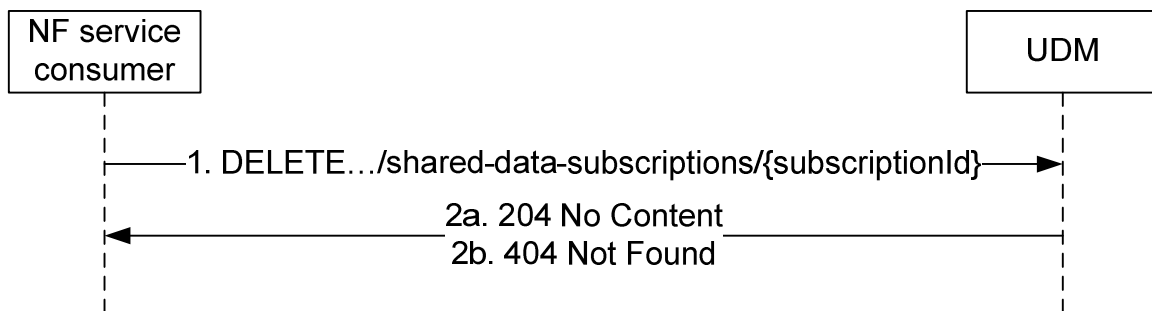 NF service
consumer
UDM
1. DELETE…/shared-data-subscriptions/{subscriptionId}
2a. 204 No Content
2b. 404 Not Found